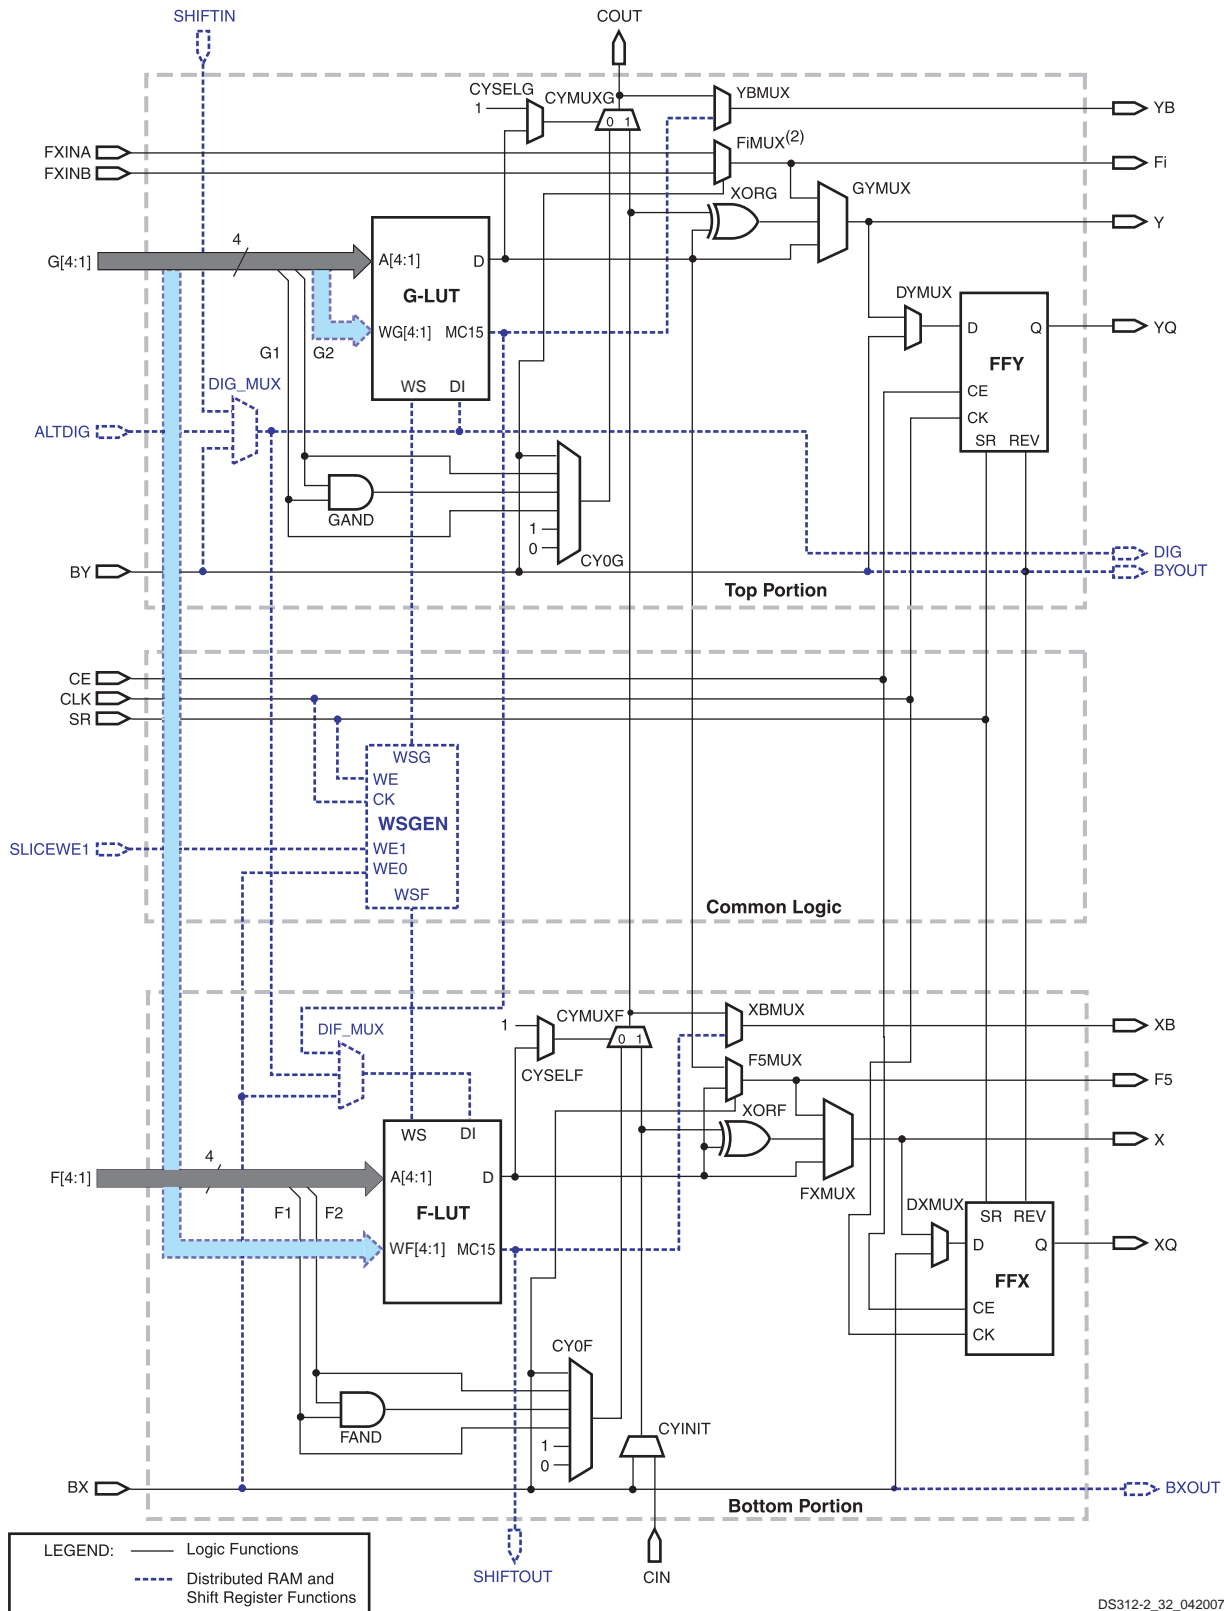 SHIFTIN
COUT
CYSELG
CYMUXG
YBMUX
1
0 1
YB
FXINA
FXINB
FiMUX(2)
Fi
XORG
GYMUX
Y
4
G[4:1]
A[4:1]
D
G-LUT
WG[4:1]
MC15
WS
DI
G1
G2
DYMUX
D
Q
YQ
FFY
CE
CK
SR
REV
DIG_MUX
ALTDIG
GAND
1
0
CY0G
DIG
BY
BYOUT
Top Portion
CE
CLK
SR
WSG
WE
CK
WSGEN
SLICEWE1
WE1
WE0
WSF
Common Logic
XBMUX
CYMUXF
1
0 1
XB
DIF_MUX
CYSELF
F5MUX
F5
XORF
WS
DI
X
4
F[4:1]
A[4:1]
D
FXMUX
F1
F2
F-LUT
DXMUX
SR
REV
WF[4:1]
MC15
D
Q
XQ
FFX
CE
CK
CY0F
FAND
CYINIT
1
0
BX
BXOUT
Bottom Portion
LEGEND:
Logic Functions
Distributed RAM and
Shift Register Functions
SHIFTOUT
CIN
DS312-2_32_042007